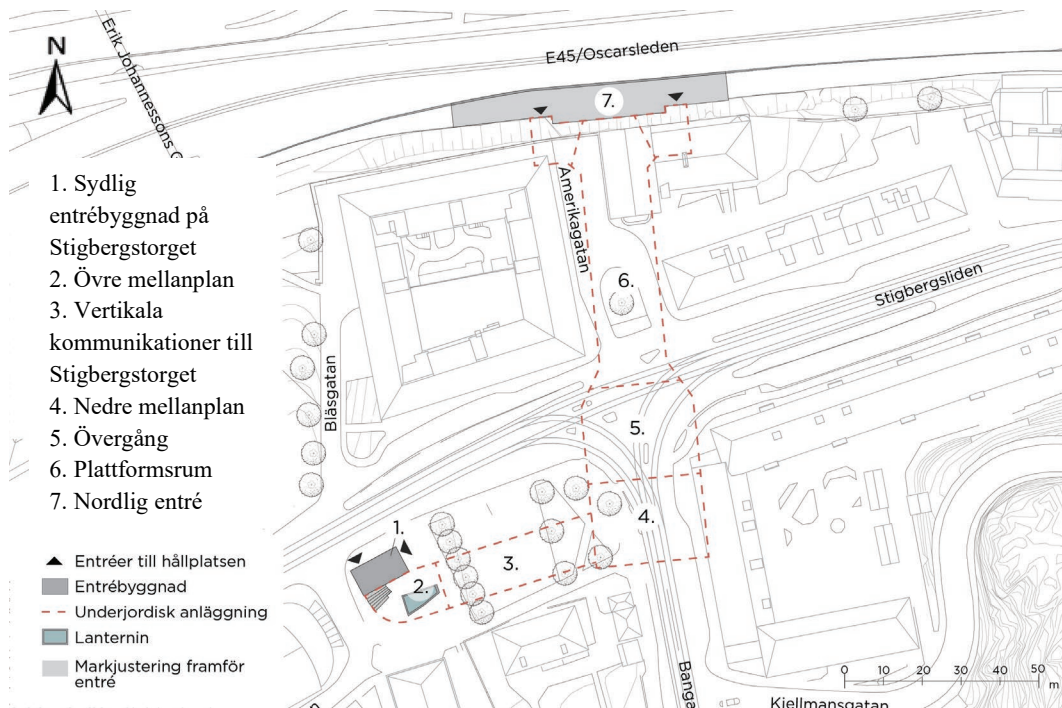 N
Erik Johannessons G
E45/Oscarsleden
7.
1. Sydlig
entrébyggnad på
Stigbergstorget
2. Övre mellanplan
3. Vertikala
kommunikationer till
Stigbergstorget
4. Nedre mellanplan
5. Övergång
6. Plattformsrum
7. Nordlig entré
Amerikagatan
6.
Stigbergsliden
Bläsgatan
5.
4.
1.
3.
2.
Entréer till hållplatsen
Entrébyggnad
Underjordisk anläggning
Lanternin
Markjustering framför
entré
Banga
Kjellmansgatan
0 10 20 30 40 50
m